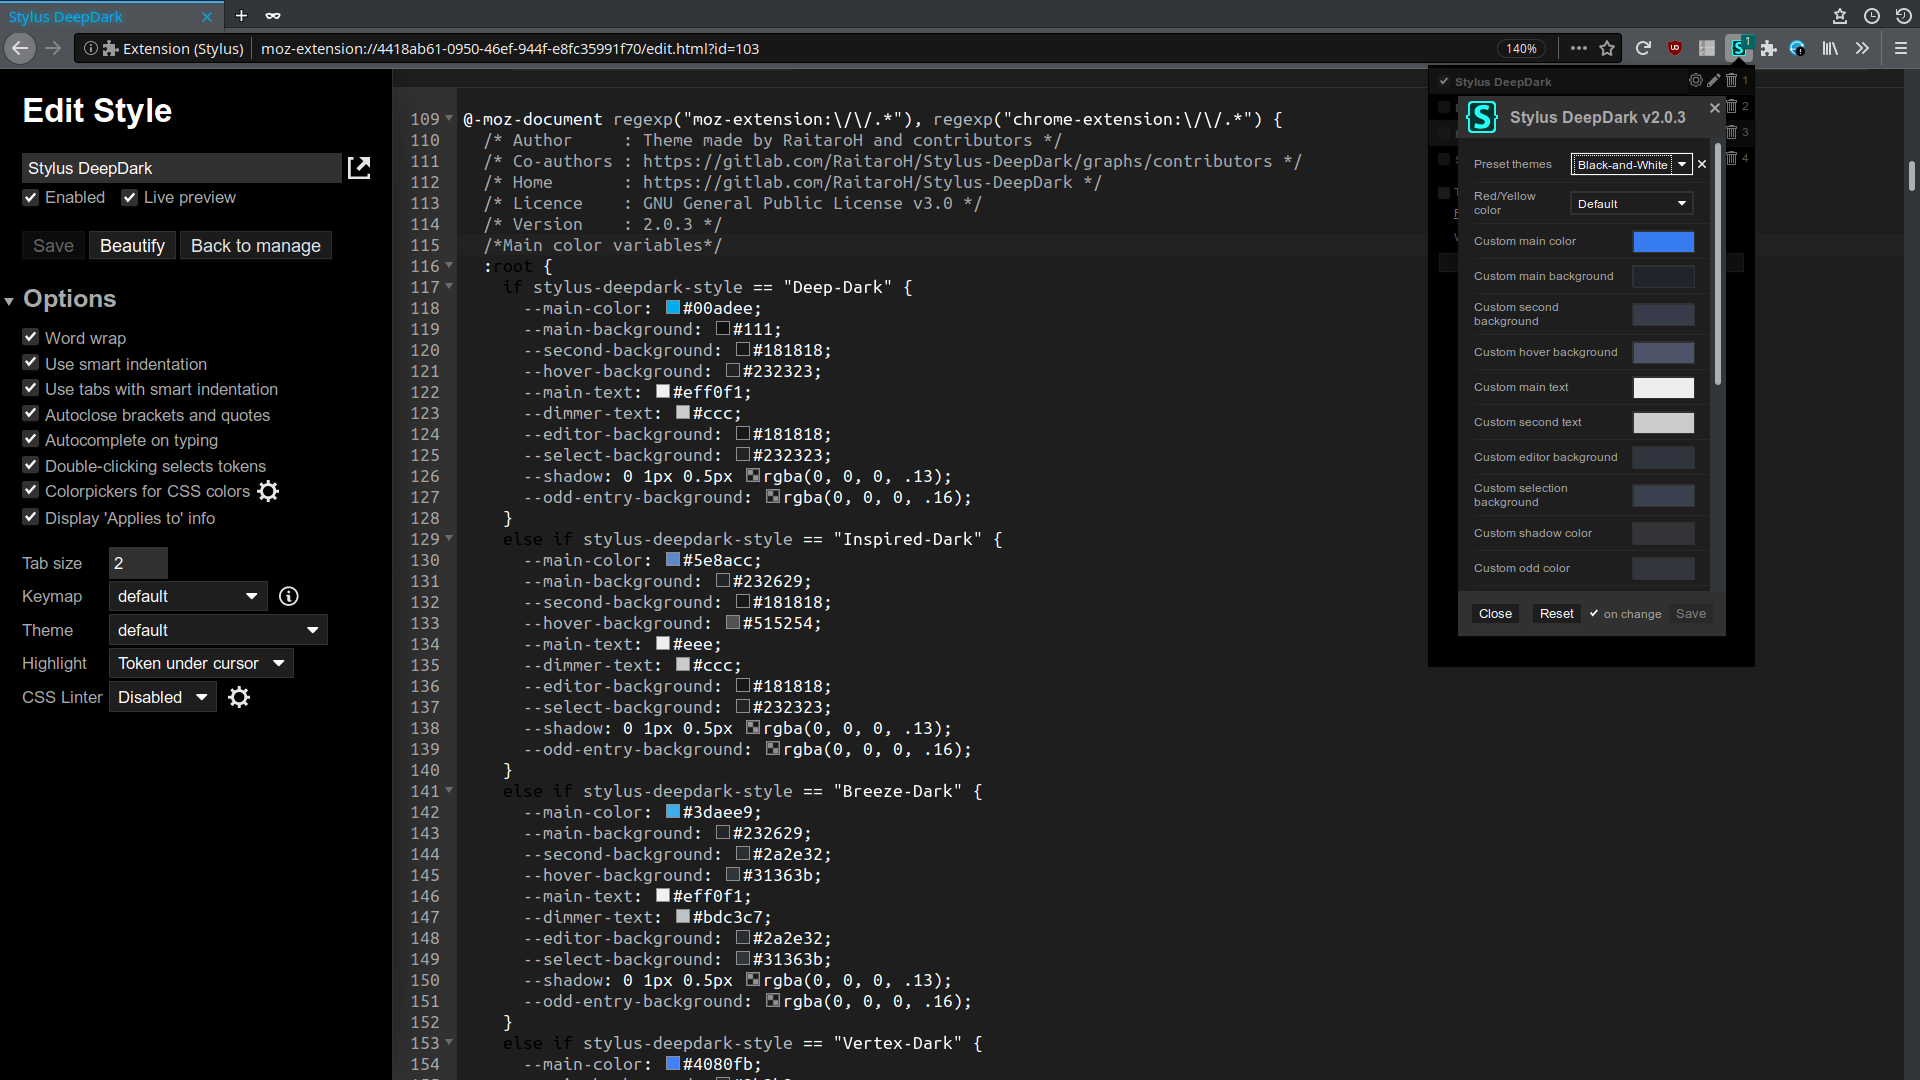 Stylus DeepDark
Extension (Stylus)
moz-extension://4418ab61-0950-46ef-944f-e8fc35991f70/edit.html?id=103
140%
1
Edit Style
Stylus DeepDark
Enabled
Live preview
Save
Beautify
Back to manage
Options
Word wrap
Use smart indentation
Use tabs with smart indentation
Autoclose brackets and quotes
Autocomplete on typing
Double-clicking selects tokens
Colorpickers for CSS colors
Display 'Applies to' info
Tab size 2
Keymap default
Theme default
Highlight Token under cursor
CSS Linter Disabled
109 @-moz-document regexp("moz-extension:\/\/.*"), regexp("chrome-extension:\/\/.*") {
110 /* Author : Theme made by RaitaroH and contributors */
111 /* Co-authors : https://gitlab.com/RaitaroH/Stylus-DeepDark/graphs/contributors */
112 /* Home : https://gitlab.com/RaitaroH/Stylus-DeepDark */
113 /* Licence : GNU General Public License v3.0 */
114 /* Version : 2.0.3 */
115 /*Main color variables*/
116 :root {
117 if stylus-deepdark-style == "Deep-Dark" {
118 --main-color: #00adee;
119 --main-background: #111;
120 --second-background: #181818;
121 --hover-background: #232323;
122 --main-text: #eff0f1;
123 --dimmer-text: #ccc;
124 --editor-background: #181818;
125 --select-background: #232323;
126 --shadow: 0 1px 0.5px rgba(0, 0, 0, .13);
127 --odd-entry-background: rgba(0, 0, 0, .16);
128 }
129 else if stylus-deepdark-style == "Inspired-Dark" {
130 --main-color: #5e8acc;
131 --main-background: #232629;
132 --second-background: #181818;
133 --hover-background: #515254;
134 --main-text: #eee;
135 --dimmer-text: #ccc;
136 --editor-background: #181818;
137 --select-background: #232323;
138 --shadow: 0 1px 0.5px rgba(0, 0, 0, .13);
139 --odd-entry-background: rgba(0, 0, 0, .16);
140 }
141 else if stylus-deepdark-style == "Breeze-Dark" {
142 --main-color: #3daee9;
143 --main-background: #232629;
144 --second-background: #2a2e32;
145 --hover-background: #31363b;
146 --main-text: #eff0f1;
147 --dimmer-text: #bdc3c7;
148 --editor-background: #2a2e32;
149 --select-background: #31363b;
150 --shadow: 0 1px 0.5px rgba(0, 0, 0, .13);
151 --odd-entry-background: rgba(0, 0, 0, .16);
152 }
153 else if stylus-deepdark-style == "Vertex-Dark" {
154 --main-color: #4080fb;
Stylus DeepDark 1
2
3
4
Stylus DeepDark v2.0.3
Preset themes Black-and-White
Red/Yellow
color
Default
Custom main color
Custom main background
Custom second
background
Custom hover background
Custom main text
Custom second text
Custom editor background
Custom selection
background
Custom shadow color
Custom odd color
Close
Reset
on change
Save